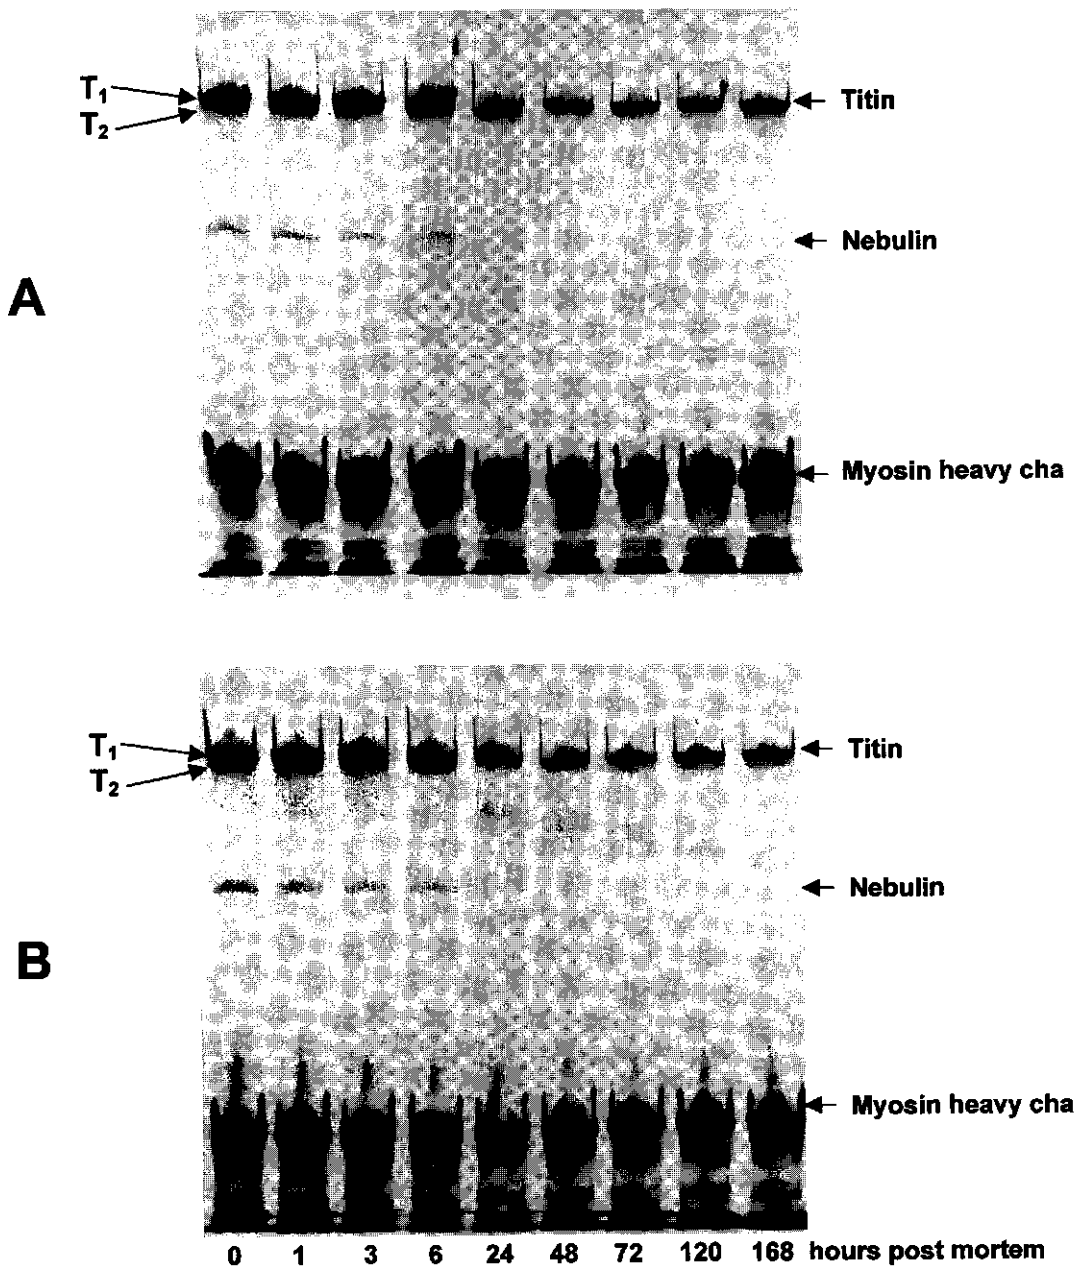 T1
Titin
T2
Nebulin
A
Myosin heavy cha
T1
Titin
T2
Nebulin
B
Myosin heavy cha
0 1 3 6 24 48 72 120 168 hours post mortem